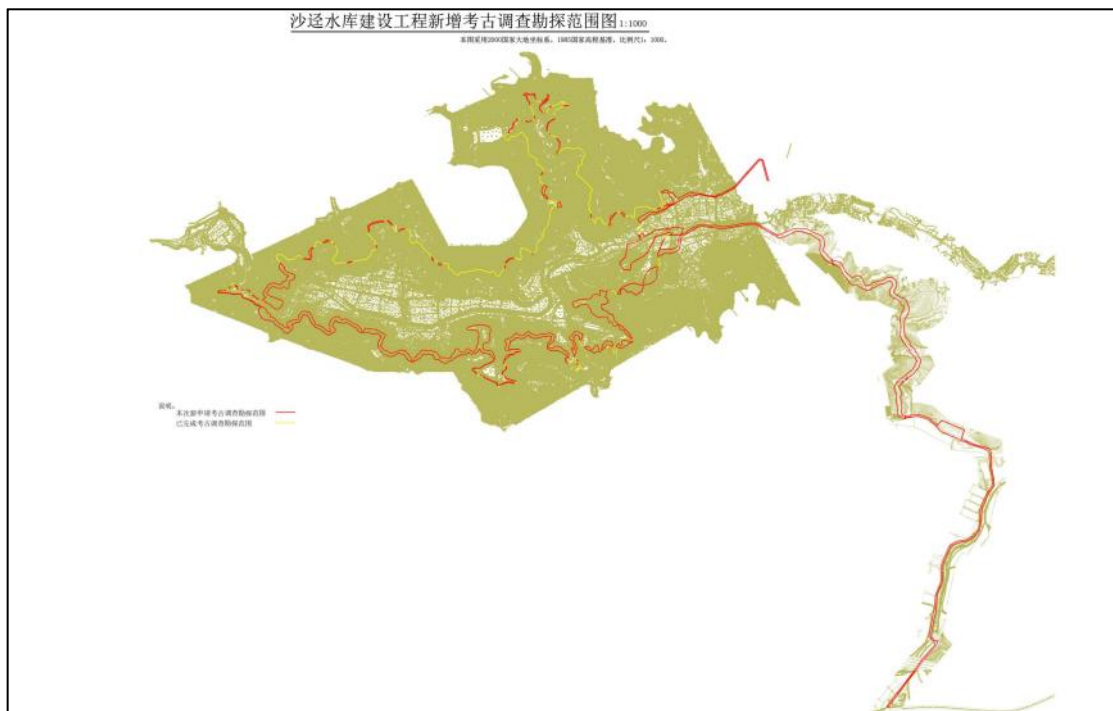 沙迳水库建设工程新增考古调查勘探范围图 1:1000
本图采用2000国家大地坐标系，1985国家高程基准，比例尺1：1000。
说明：
本次新申请考古调查勘探范围
已完成考古调查勘探范围